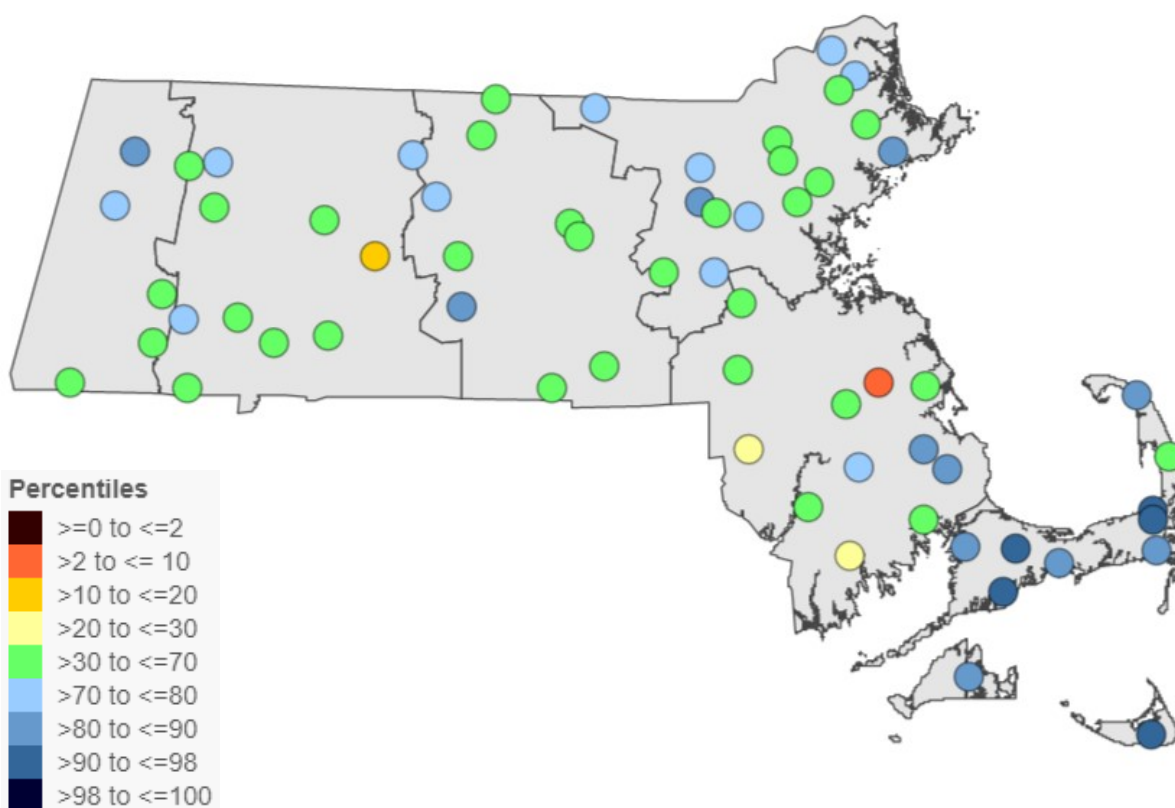 Percentiles
>=0 to <=2
>2 to <= 10
>10 to <=20
>20 to <=30
>30 to <=70
>70 to <=80
>80 to <=90
>90 to <=98
>98 to <=100